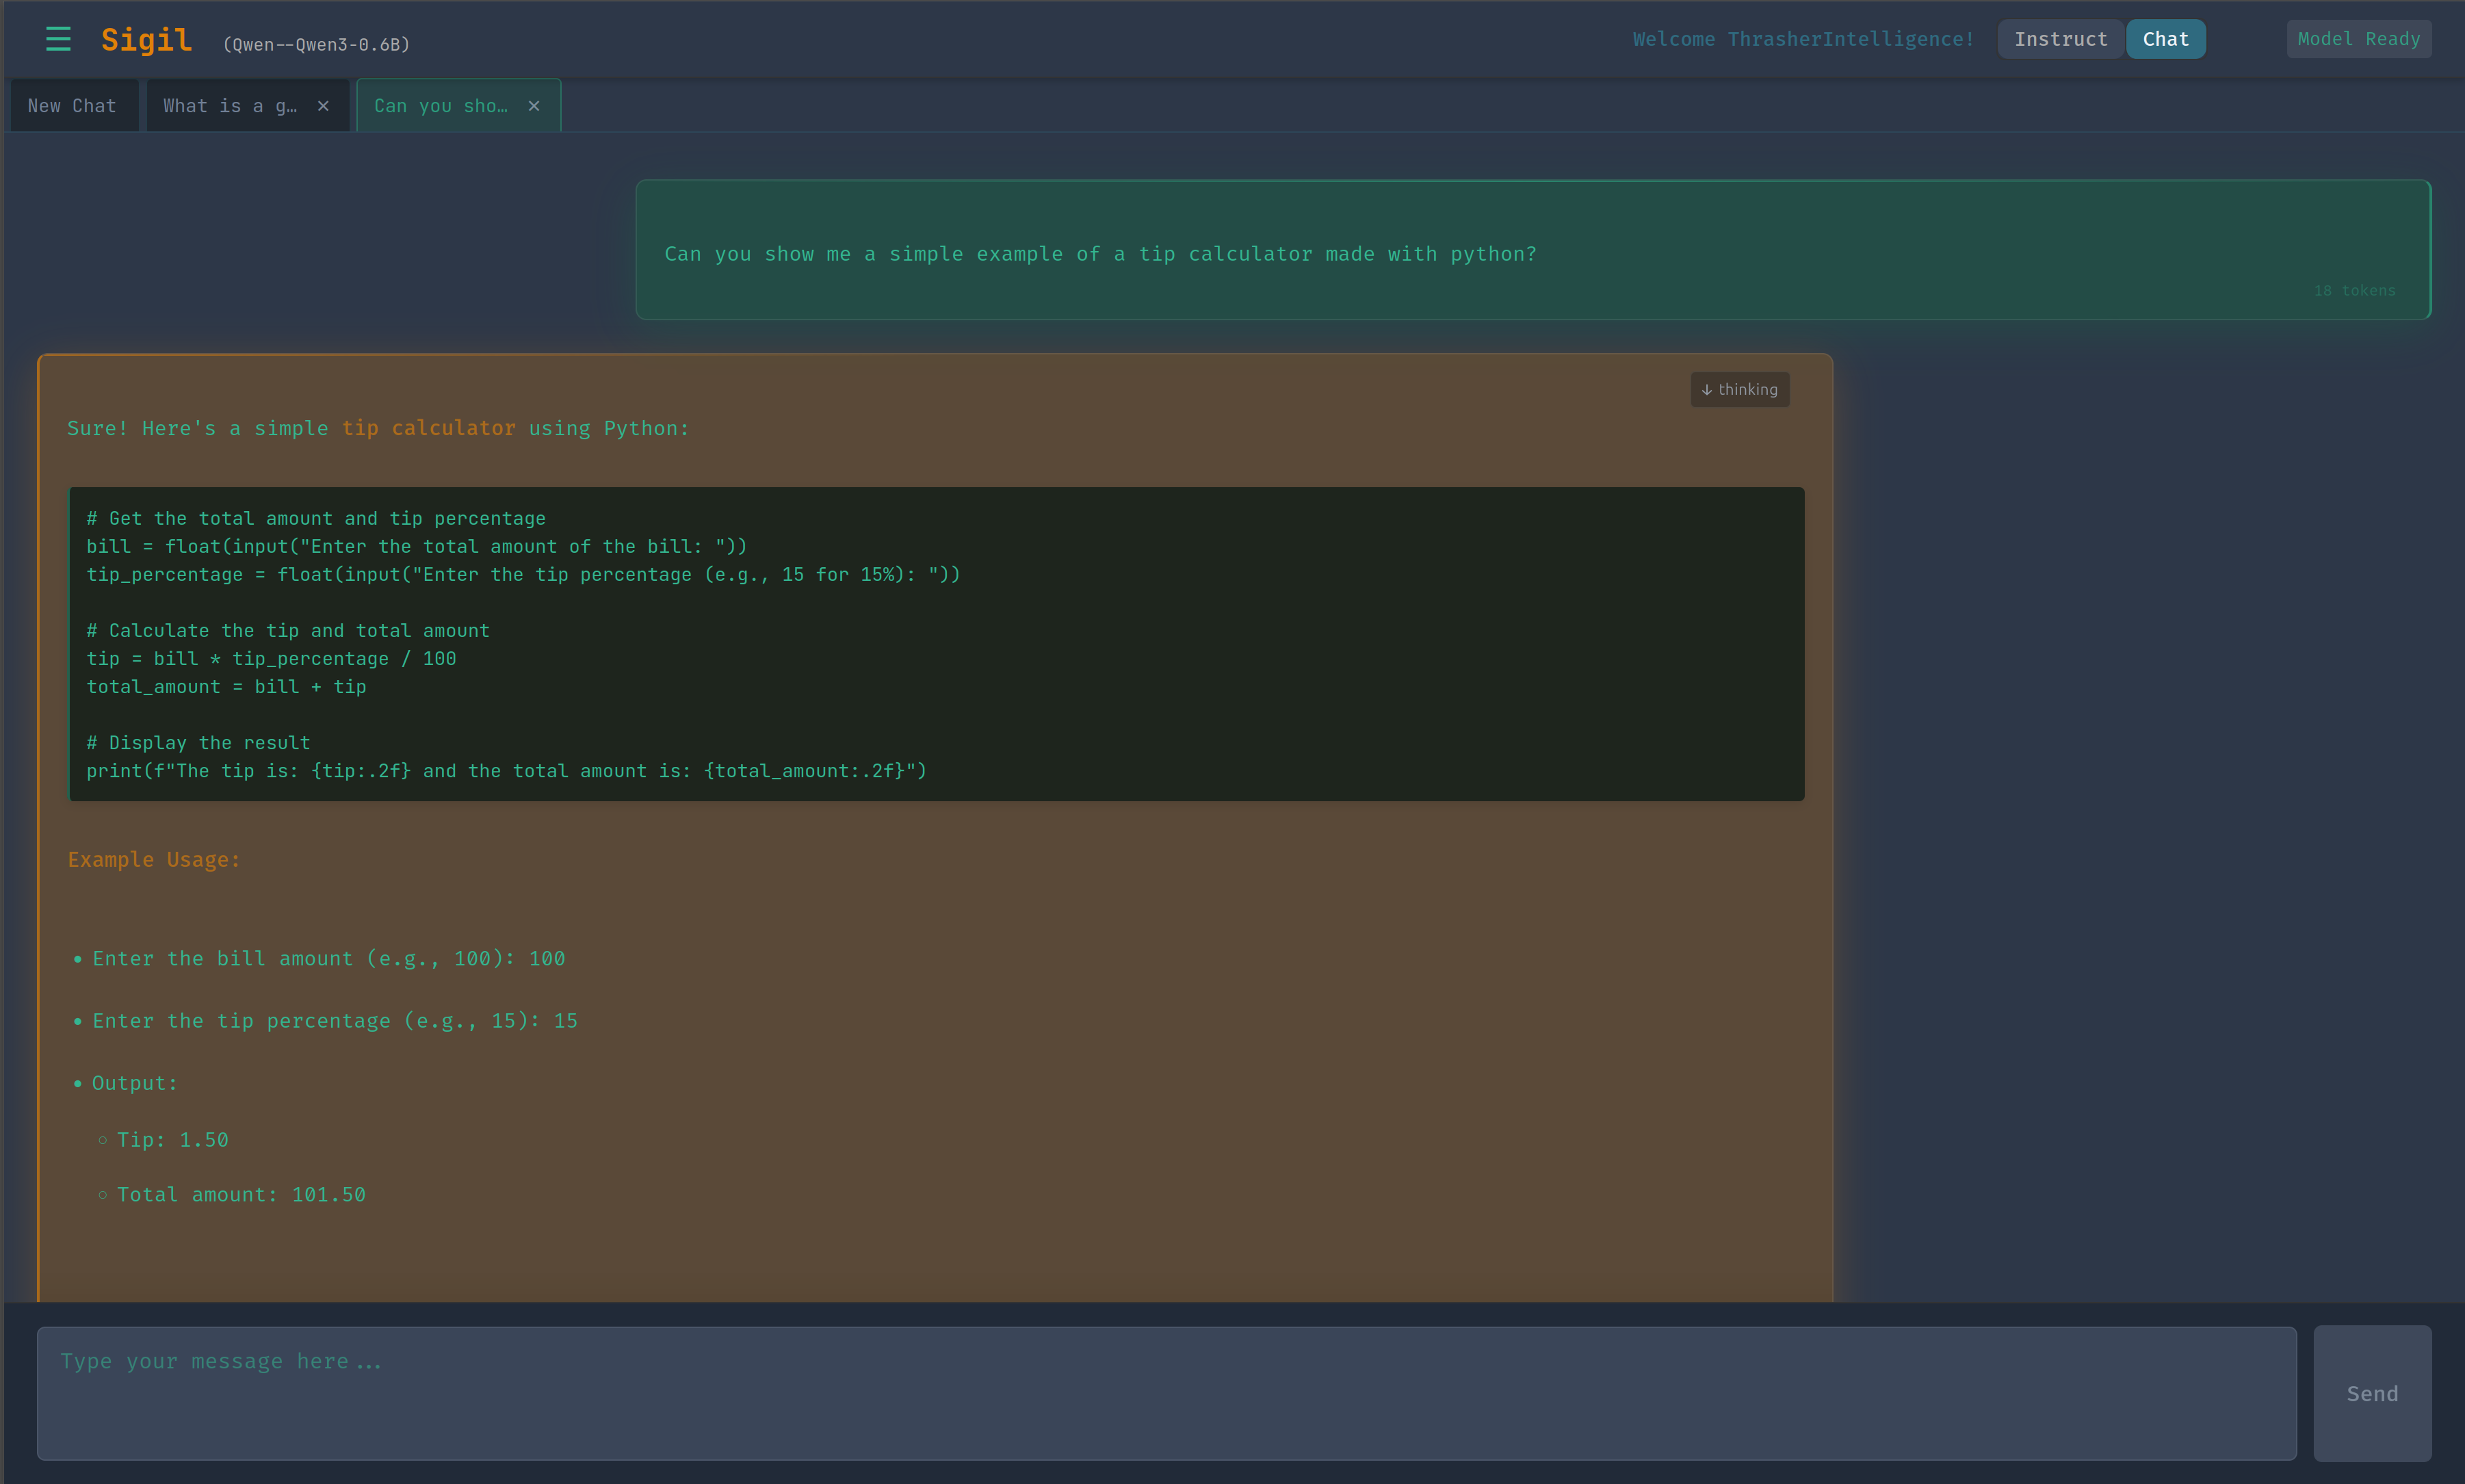 ☰ Sigil (Qwen--Qwen3-0.6B) Welcome ThrasherIntelligence! Instruct Chat Model Ready
New Chat What is a g… × Can you sho… ×
Can you show me a simple example of a tip calculator made with python?
18 tokens
↓ thinking
Sure! Here's a simple tip calculator using Python:
# Get the total amount and tip percentage
bill = float(input("Enter the total amount of the bill: "))
tip_percentage = float(input("Enter the tip percentage (e.g., 15 for 15%): "))
# Calculate the tip and total amount
tip = bill * tip_percentage / 100
total_amount = bill + tip
# Display the result
print(f"The tip is: {tip:.2f} and the total amount is: {total_amount:.2f}")
Example Usage:
• Enter the bill amount (e.g., 100): 100
• Enter the tip percentage (e.g., 15): 15
• Output:
○ Tip: 1.50
○ Total amount: 101.50
Type your message here...
Send